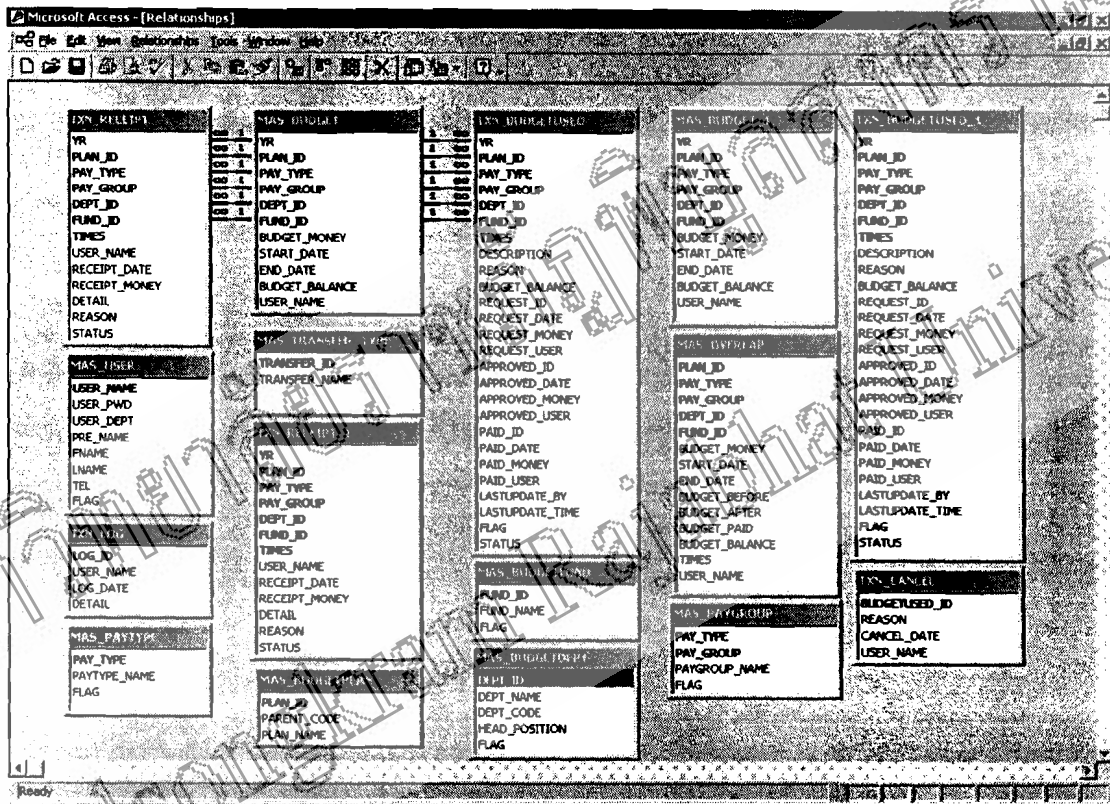 Microsoft Access - [Relationships]
File Edit View Relationships Tools Window Help
TXN_RECEIPT
YR
PLAN_ID
PAY_TYPE
PAY_GROUP
DEPT_ID
FUND_ID
TIMES
USER_NAME
RECEIPT_DATE
RECEIPT_MONEY
DETAIL
REASON
STATUS
MAS_USER
USER_NAME
USER_PWD
USER_DEPT
PRE_NAME
FNAME
LNAME
TEL
FLAG
LOG_ID
USER_NAME
LOG_DATE
DETAIL
MAS_PAYTYPE
PAY_TYPE
PAYTYPE_NAME
FLAG
MAS_BUDGET
YR
PLAN_ID
PAY_TYPE
PAY_GROUP
DEPT_ID
FUND_ID
BUDGET_MONEY
START_DATE
END_DATE
BUDGET_BALANCE
USER_NAME
MAS_TRANSFER_TYPE
TRANSFER_ID
TRANSFER_NAME
YR
PLAN_ID
PAY_TYPE
PAY_GROUP
DEPT_ID
FUND_ID
TIMES
USER_NAME
RECEIPT_DATE
RECEIPT_MONEY
DETAIL
REASON
STATUS
MAS_BUDGETPLAN
PLAN_ID
PARENT_CODE
PLAN_NAME
TXN_BUDGETUSED
YR
PLAN_ID
PAY_TYPE
PAY_GROUP
DEPT_ID
FUND_ID
TIMES
DESCRIPTION
REASON
BUDGET_BALANCE
REQUEST_ID
REQUEST_DATE
REQUEST_MONEY
REQUEST_USER
APPROVED_ID
APPROVED_DATE
APPROVED_MONEY
APPROVED_USER
PAID_ID
PAID_DATE
PAID_MONEY
PAID_USER
LASTUPDATE_BY
LASTUPDATE_TIME
FLAG
STATUS
FUND_ID
FUND_NAME
FLAG
MAS_BUDGETDEPT
DEPT_ID
DEPT_NAME
DEPT_CODE
HEAD_POSITION
FLAG
YR
PLAN_ID
PAY_TYPE
PAY_GROUP
DEPT_ID
FUND_ID
BUDGET_MONEY
START_DATE
END_DATE
BUDGET_BALANCE
USER_NAME
MAS_OVERLAP
PLAN_ID
PAY_TYPE
PAY_GROUP
DEPT_ID
FUND_ID
BUDGET_MONEY
START_DATE
END_DATE
BUDGET_BEFORE
BUDGET_AFTER
BUDGET_PAID
BUDGET_BALANCE
TIMES
USER_NAME
MAS_PAYGROUP
PAY_TYPE
PAY_GROUP
PAYGROUP_NAME
FLAG
YR
PLAN_ID
PAY_TYPE
PAY_GROUP
DEPT_ID
FUND_ID
TIMES
DESCRIPTION
REASON
BUDGET_BALANCE
REQUEST_ID
REQUEST_DATE
REQUEST_MONEY
REQUEST_USER
APPROVED_ID
APPROVED_DATE
APPROVED_MONEY
APPROVED_USER
PAID_ID
PAID_DATE
PAID_MONEY
PAID_USER
LASTUPDATE_BY
LASTUPDATE_TIME
FLAG
STATUS
TXN_CANCEL
BUDGETUSED_ID
REASON
CANCEL_DATE
USER_NAME
Ready